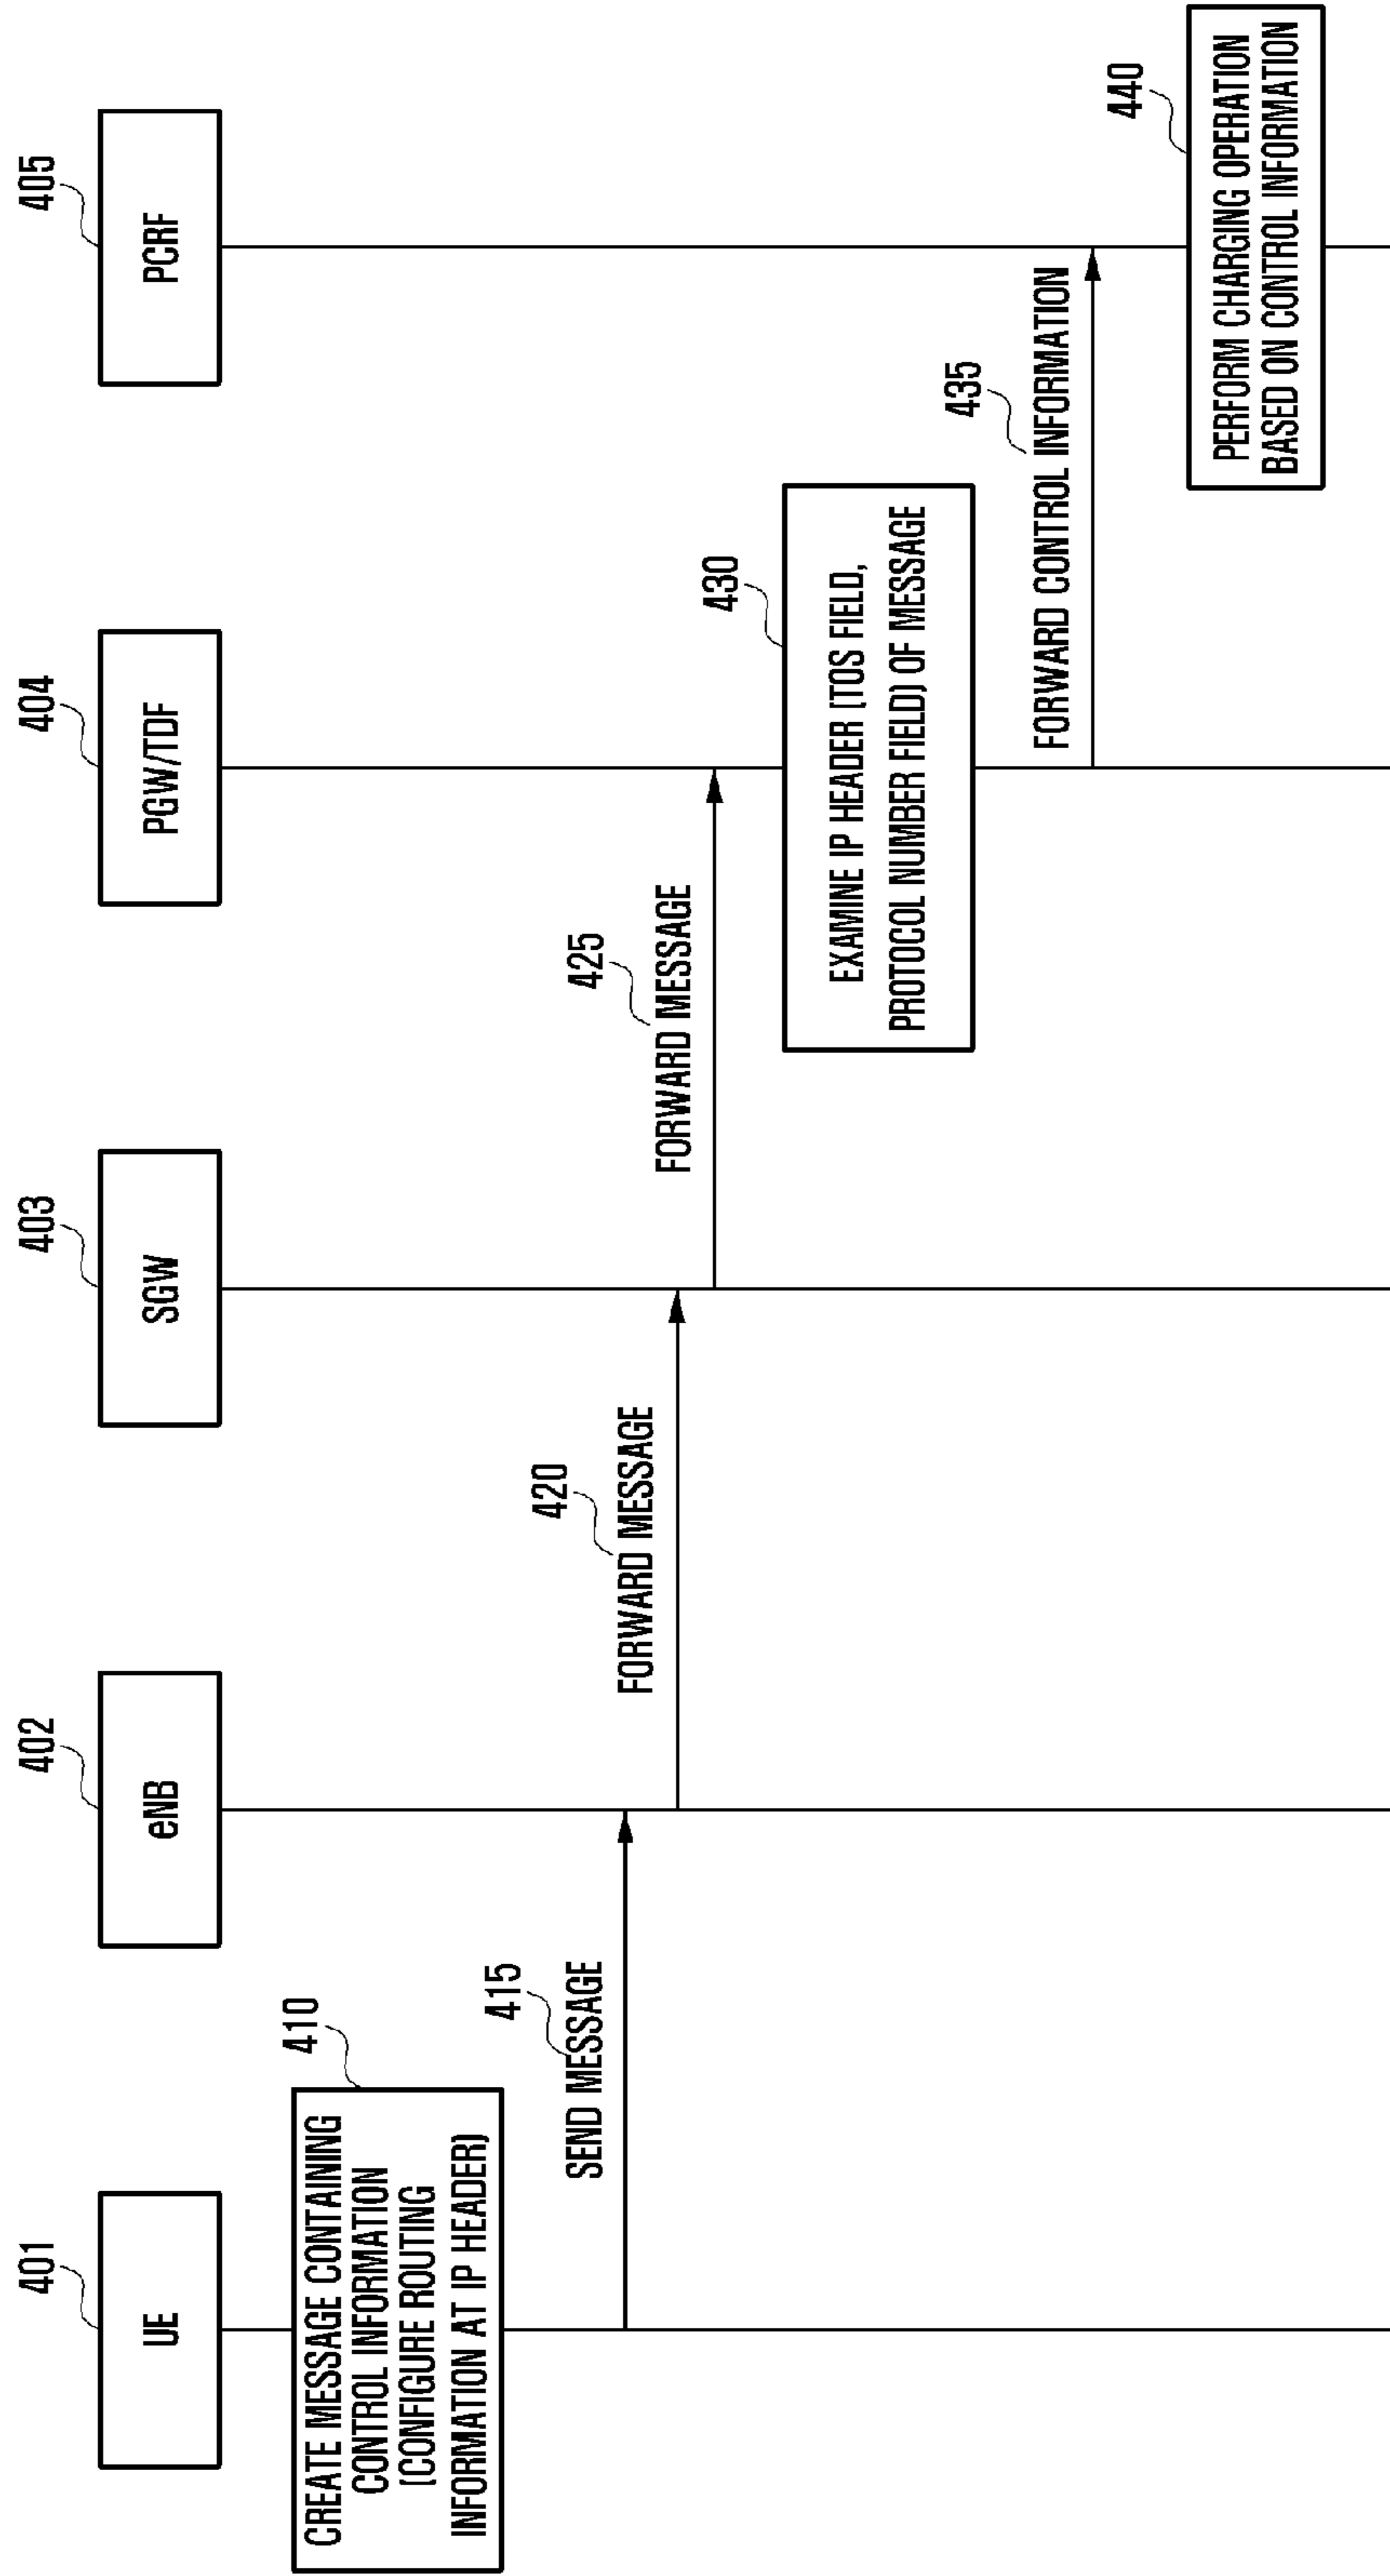 401
402
403
404
405
UE
eNB
SGW
PGW/TDF
PCRF
410
CREATE MESSAGE CONTAINING
CONTROL INFORMATION
(CONFIGURE ROUTING
INFORMATION AT IP HEADER)
415
SEND MESSAGE
420
FORWARD MESSAGE
425
FORWARD MESSAGE
430
EXAMINE IP HEADER (TOS FIELD,
PROTOCOL NUMBER FIELD) OF MESSAGE
435
FORWARD CONTROL INFORMATION
440
PERFORM CHARGING OPERATION
BASED ON CONTROL INFORMATION